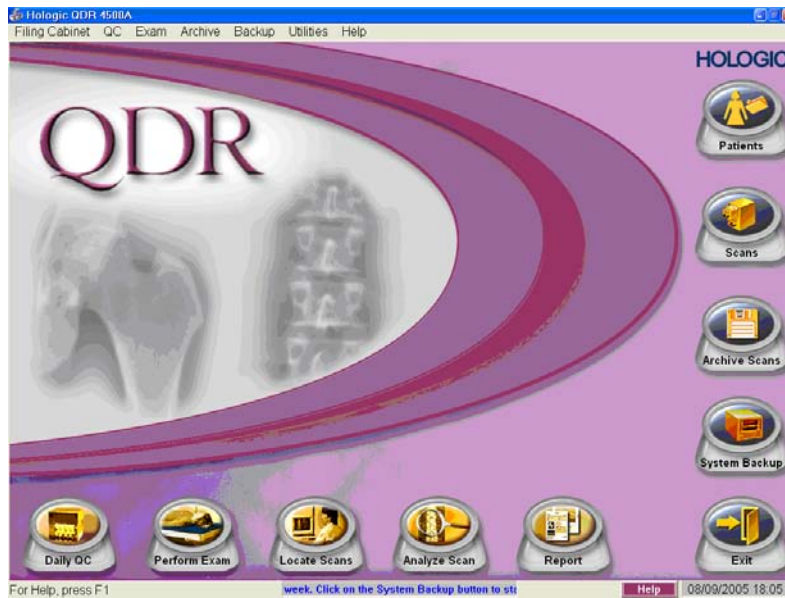 Hologic QDR 4500A
Filing Cabinet QC Exam Archive Backup Utilities Help
HOLOGIC
QDR
Patients
Scans
Archive Scans
System Backup
Daily QC Perform Exam Locate Scans Analyze Scan Report Exit
For Help, press F1 week. Click on the System Backup button to Help 08/09/2005 18:05